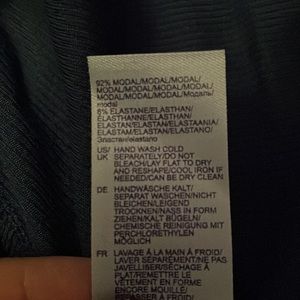 92% MODAL/MODAL/MODAL/
MODAL/MODAL/MODAL/MODAL/
MODAL/MODAL/MODAL/
modal
8% ELASTANE/ELASTHAN/
ÉLASTHANNE/ELASTHAN/
ELASTAN/ELASTAN/ELASTAANIA/
ELASTAM/ELASTAN/ELASTANO/
US/ HAND WASH COLD
UK SEPARATELY/DO NOT
BLEACH/LAY FLAT TO DRY
AND RESHAPE/COOL IRON IF
NEEDED/CAN BE DRY CLEAN
DE HANDWÄSCHE KALT/
SEPARAT WASCHEN/NICHT
BLEICHEN/LIEGEND
TROCKNEN/NASS IN FORM
ZIEHEN/KALT BÜGELN/
CHEMISCHE REINIGUNG MIT
PERCHLORETHYLEN
MÖGLICH
FR LAVAGE À LA MAIN À FROID/
LAVER SÉPARÉMENT/NE PAS
JAVELLISER/SÉCHAGE À
PLAT/REMETTRE LE
VÊTEMENT EN FORME
ENCORE MOUILLÉ/